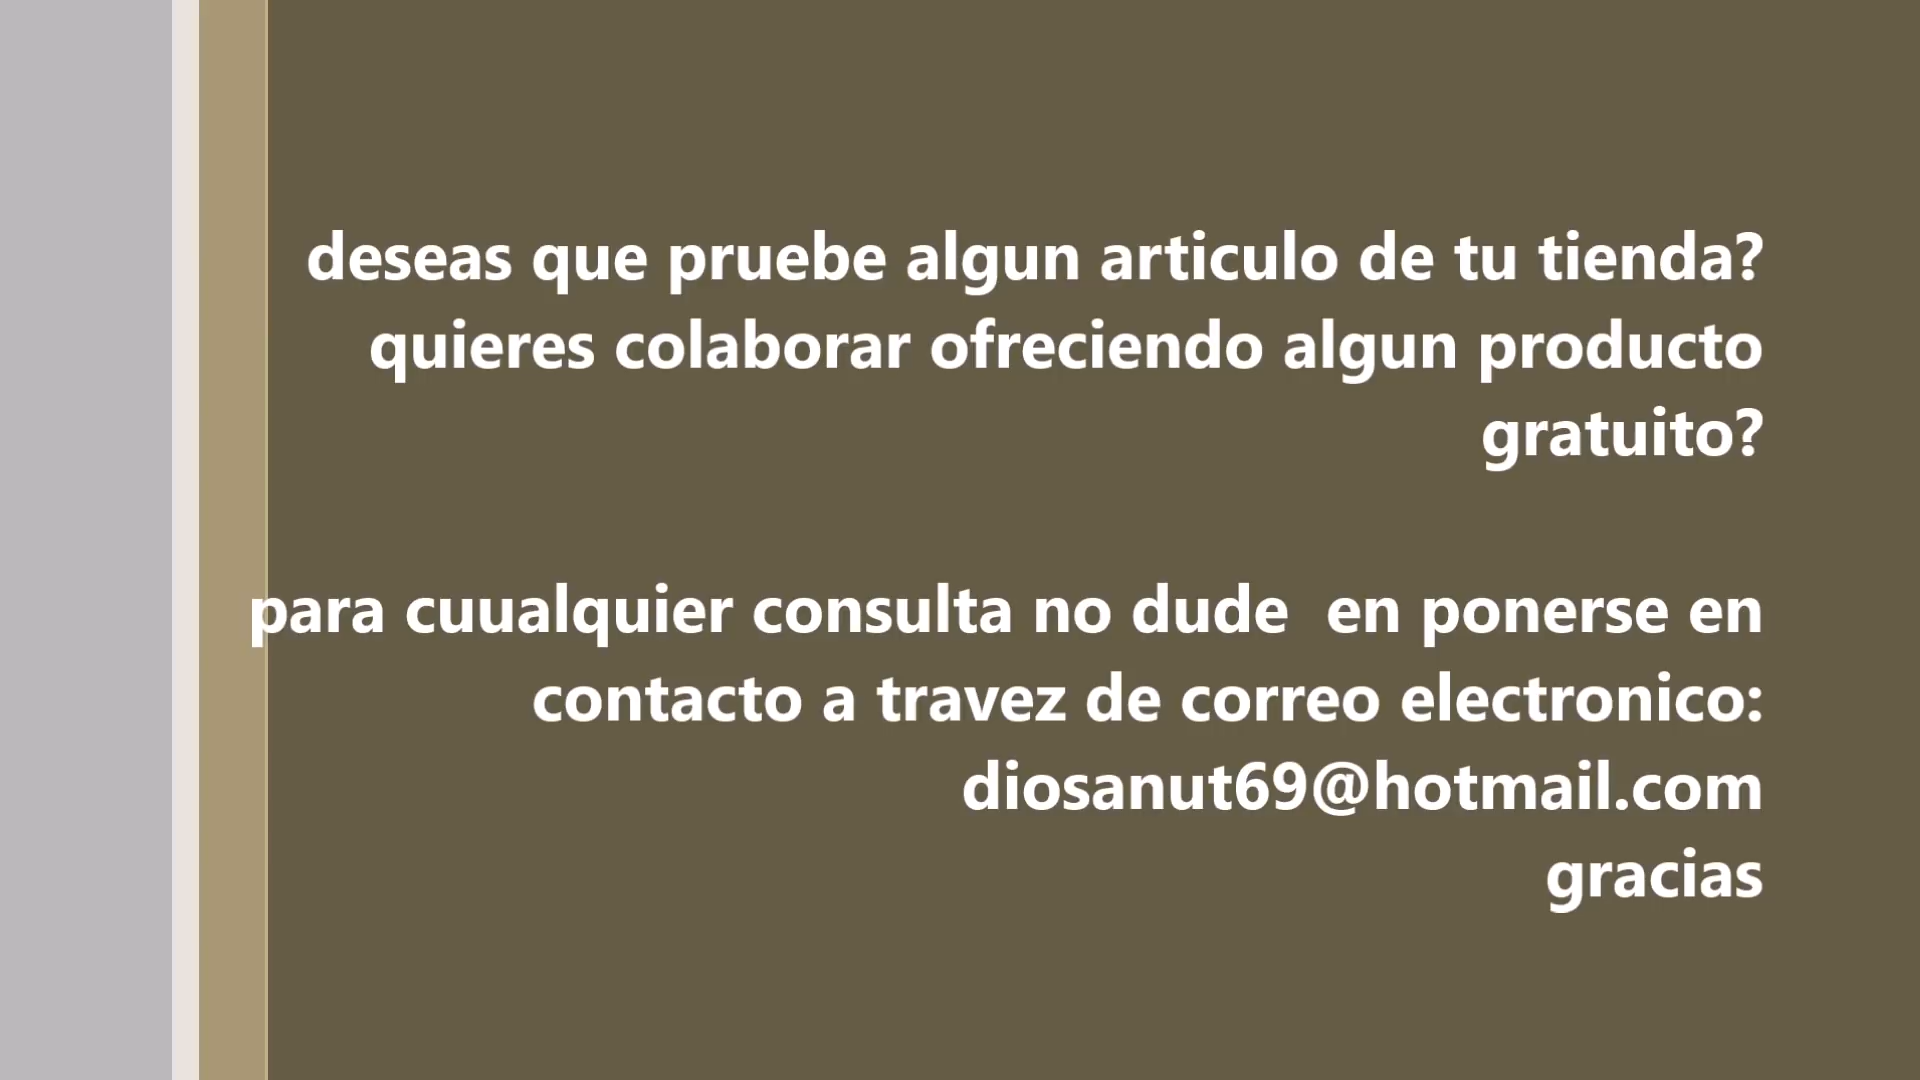 deseas que pruebe algun articulo de tu tienda?
quieres colaborar ofreciendo algun producto
gratuito?
para cuualquier consulta no dude  en ponerse en
contacto a travez de correo electronico:
diosanut69@hotmail.com
gracias